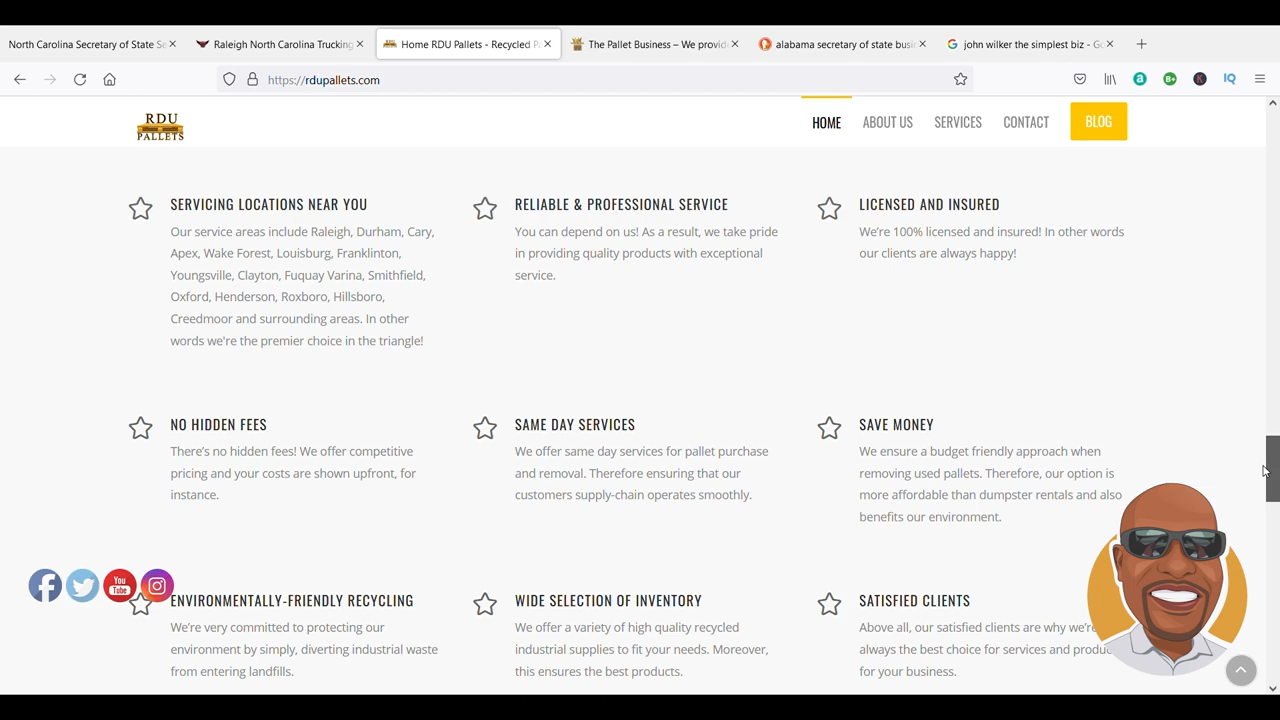 North Carolina Secretary of State Se
Raleigh North Carolina Trucking
Home RDU Pallets - Recycled P
The Pallet Business – We provid
alabama secretary of state busi
john wilker the simplest biz - Go
https://rdupallets.com
IQ
RDU
PALLETS
HOME
ABOUT US
SERVICES
CONTACT
BLOG
SERVICING LOCATIONS NEAR YOU
Our service areas include Raleigh, Durham, Cary,
Apex, Wake Forest, Louisburg, Franklinton,
Youngsville, Clayton, Fuquay Varina, Smithfield,
Oxford, Henderson, Roxboro, Hillsboro,
Creedmoor and surrounding areas. In other
words we're the premier choice in the triangle!
RELIABLE & PROFESSIONAL SERVICE
You can depend on us! As a result, we take pride
in providing quality products with exceptional
service.
LICENSED AND INSURED
We're 100% licensed and insured! In other words
our clients are always happy!
NO HIDDEN FEES
There's no hidden fees! We offer competitive
pricing and your costs are shown upfront, for
instance.
SAME DAY SERVICES
We offer same day services for pallet purchase
and removal. Therefore ensuring that our
customers supply-chain operates smoothly.
SAVE MONEY
We ensure a budget friendly approach when
removing used pallets. Therefore, our option is
more affordable than dumpster rentals and also
benefits our environment.
You
Tube
ENVIRONMENTALLY-FRIENDLY RECYCLING
We're very committed to protecting our
environment by simply, diverting industrial waste
from entering landfills.
WIDE SELECTION OF INVENTORY
We offer a variety of high quality recycled
industrial supplies to fit your needs. Moreover,
this ensures the best products.
SATISFIED CLIENTS
Above all, our satisfied clients are why we're
always the best choice for services and produ
for your business.